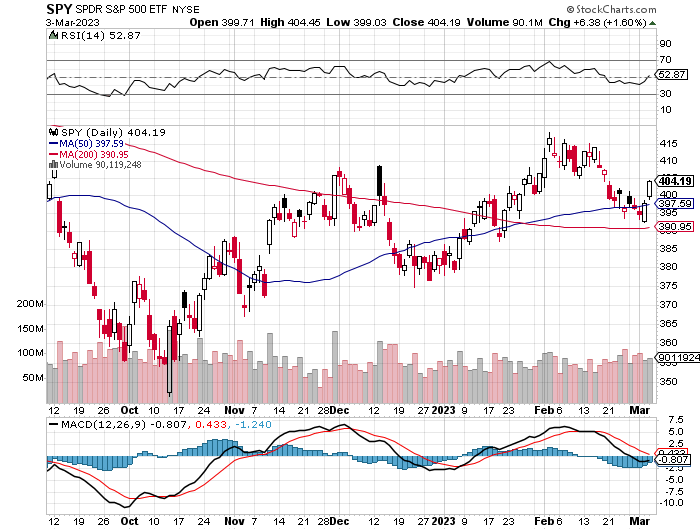 SPY SPDR S&P 500 ETF NYSE © StockCharts.com
3-Mar-2023 Open 399.71 High 404.45 Low 399.03 Close 404.19 Volume 90.1M Chg +6.38 (+1.60%)
RSI(14) 52.87
90
70
52.87
50
30
10
SPY (Daily) 404.19
MA(50) 397.59
MA(200) 390.95
Volume 90,119,248
415
410
405
404.19
400
397.59
395
390.95
390
385
380
375
370
365
360
355
350
200M
150M
100M
50M
9011924
12 19 26 Oct 10 17 24 Nov 7 14 21 28 Dec 12 19 27 2023 9 17 23 Feb 6 13 21 Mar
MACD(12,26,9) -0.807, 0.433, -1.240
7.5
5.0
2.5
0.433
-0.807
-2.5
-5.0
-7.5
-10.0
12 19 26 Oct 10 17 24 Nov 7 14 21 28 Dec 12 19 27 2023 9 17 23 Feb 6 13 21 Mar